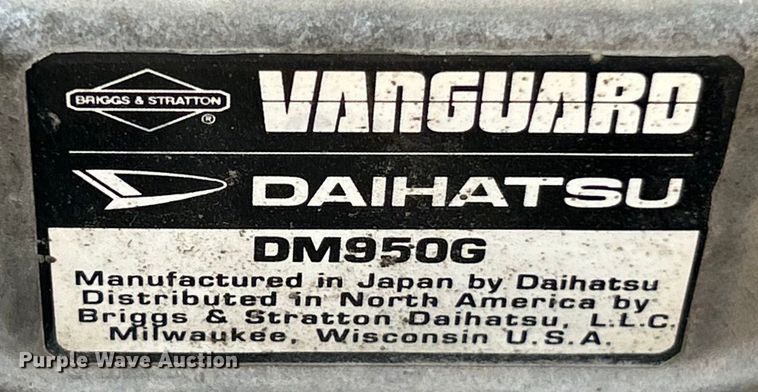 BRIGGS & STRATTON
®
VANGUARD
DAIHATSU
DM950G
Manufactured in Japan by Daihatsu
Distributed in North America by
Briggs & Stratton Daihatsu, L.L.C.
Milwaukee, Wisconsin U.S.A.
Purple Wave Auction